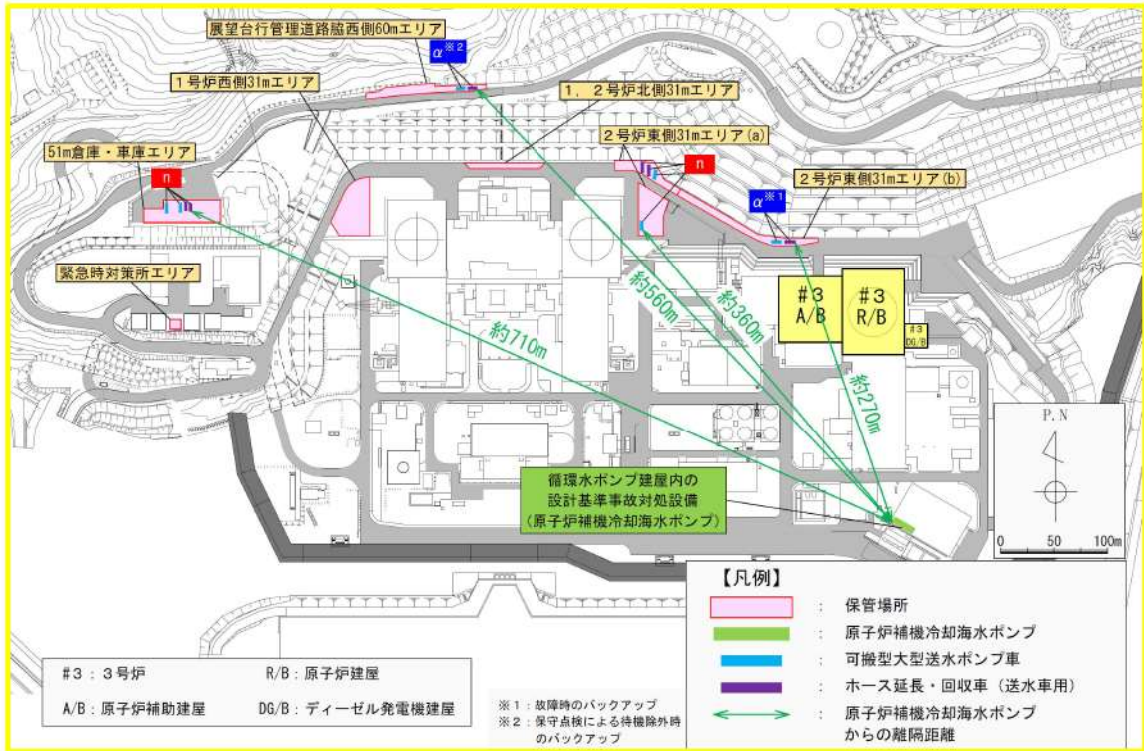 展望台行管理道路脇西側60mエリア
α※2
1号炉西側31mエリア
1，2号炉北側31mエリア
51m倉庫・車庫エリア
n
2号炉東側31mエリア(a)
n
2号炉東側31mエリア(b)
α※1
緊急時対策所エリア
#3
A/B
#3
R/B
#3
DG/B
約560m
約360m
約710m
約270m
P.N
0 50 100m
循環水ポンプ建屋内の
設計基準事故対処設備
(原子炉補機冷却海水ポンプ)
【凡例】
： 保管場所
： 原子炉補機冷却海水ポンプ
： 可搬型大型送水ポンプ車
： ホース延長・回収車（送水車用）
： 原子炉補機冷却海水ポンプ
からの離隔距離
#3：3号炉 R/B：原子炉建屋
A/B：原子炉補助建屋 DG/B：ディーゼル発電機建屋
※1：故障時のバックアップ
※2：保守点検による待機除外時
のバックアップ